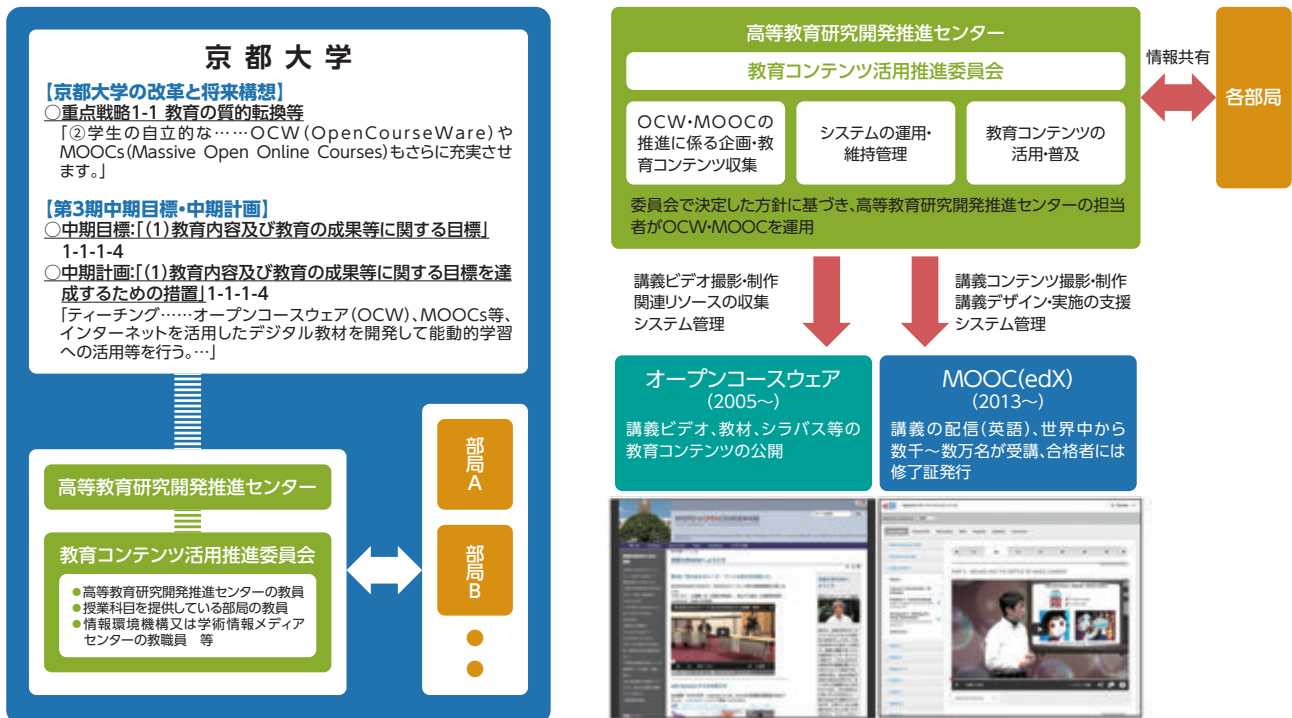 京都大学
【京都大学の改革と将来構想】
○重点戦略1-1 教育の質的転換等
「②学生の自立的な……OCW(OpenCourseWare)や
MOOCs(Massive Open Online Courses)もさらに充実させ
ます。」
【第3期中期目標・中期計画】
○中期目標:「(1)教育内容及び教育の成果等に関する目標」
1-1-1-4
○中期計画:「(1)教育内容及び教育の成果等に関する目標を達
成するための措置」1-1-1-4
「ティーチング……オープンコースウェア(OCW)、MOOCs等、
インターネットを活用したデジタル教材を開発して能動的学習
への活用等を行う。…」
高等教育研究開発推進センター
教育コンテンツ活用推進委員会
●高等教育研究開発推進センターの教員
●授業科目を提供している部局の教員
●情報環境機構又は学術情報メディア
センターの教職員 等
部局A
部局B
高等教育研究開発推進センター
教育コンテンツ活用推進委員会
OCW・MOOCの
推進に係る企画・教
育コンテンツ収集
システムの運用・
維持管理
教育コンテンツの
活用・普及
委員会で決定した方針に基づき、高等教育研究開発推進センターの担当
者がOCW・MOOCを運用
情報共有
各部局
講義ビデオ撮影・制作
関連リソースの収集
システム管理
講義コンテンツ撮影・制作
講義デザイン・実施の支援
システム管理
オープンコースウェア
(2005~)
講義ビデオ、教材、シラバス等の
教育コンテンツの公開
MOOC(edX)
(2013~)
講義の配信(英語)、世界中から
数千~数万名が受講、合格者には
修了証発行